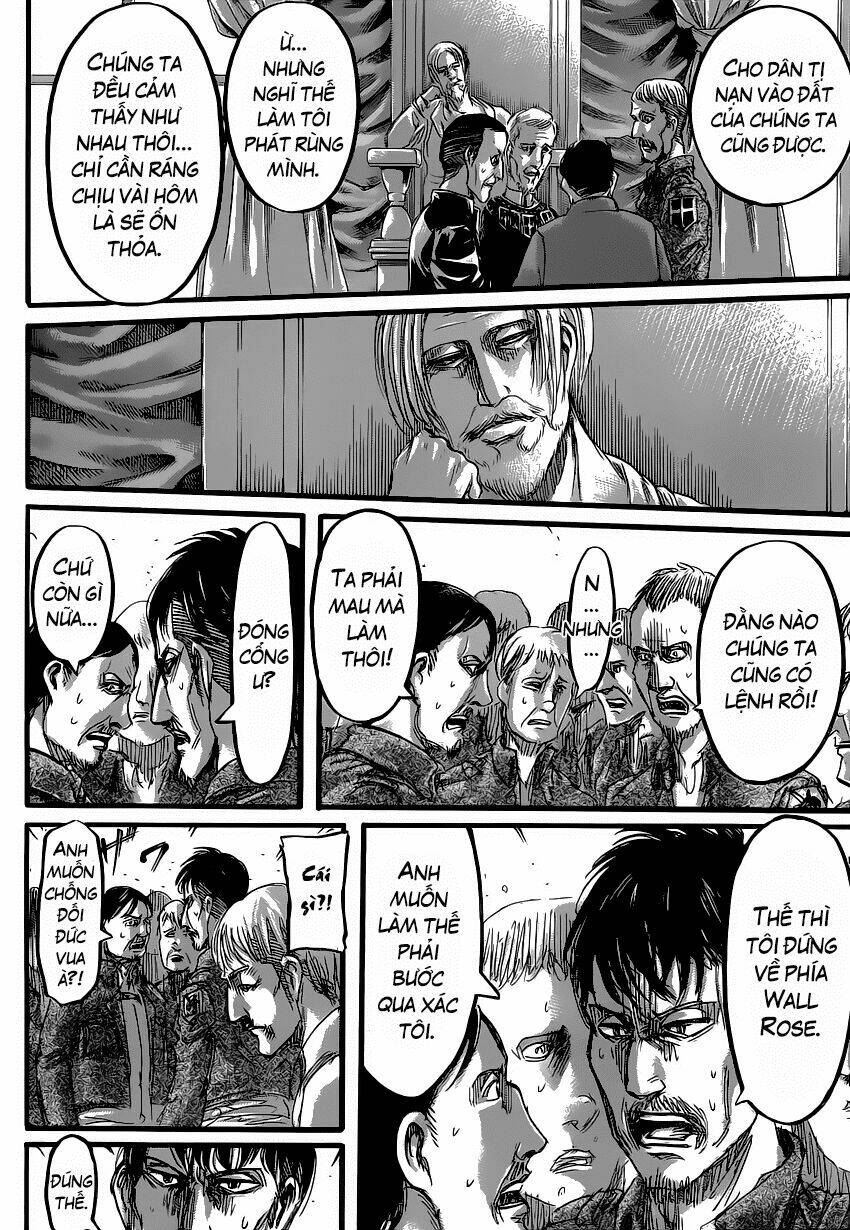 CHO DÂN TỊ
NẠN VÀO ĐẤT
CỦA CHÚNG TA
CŨNG ĐƯỢC.
Ừ...
NHƯNG
NGHĨ THẾ
LÀM TÔI
PHÁT RÙNG
MÌNH.
CHÚNG TA
ĐỀU CẢM
THẤY NHƯ
NHAU THÔI...
CHỈ CẦN RÁNG
CHỊU VÀI HÔM
LÀ SẼ ỔN
THỎA.
ĐẰNG NÀO
CHÚNG TA
CŨNG CÓ
LỆNH RỒI!
N
...
NHƯNG
...
TA PHẢI
MAU MÀ
LÀM
THÔI!
ĐÓNG
CỔNG
Ư?
CHỨ
CÒN GÌ
NỮA...
THẾ THÌ
TÔI ĐỨNG
VỀ PHÍA
WALL
ROSE.
ANH
MUỐN
LÀM THẾ
PHẢI
BƯỚC
QUA XÁC
TÔI.
CÁI
GÌ?!
ANH
MUỐN
CHỐNG
ĐỐI
ĐỨC
VUA
À?!
ĐÚNG
THẾ.